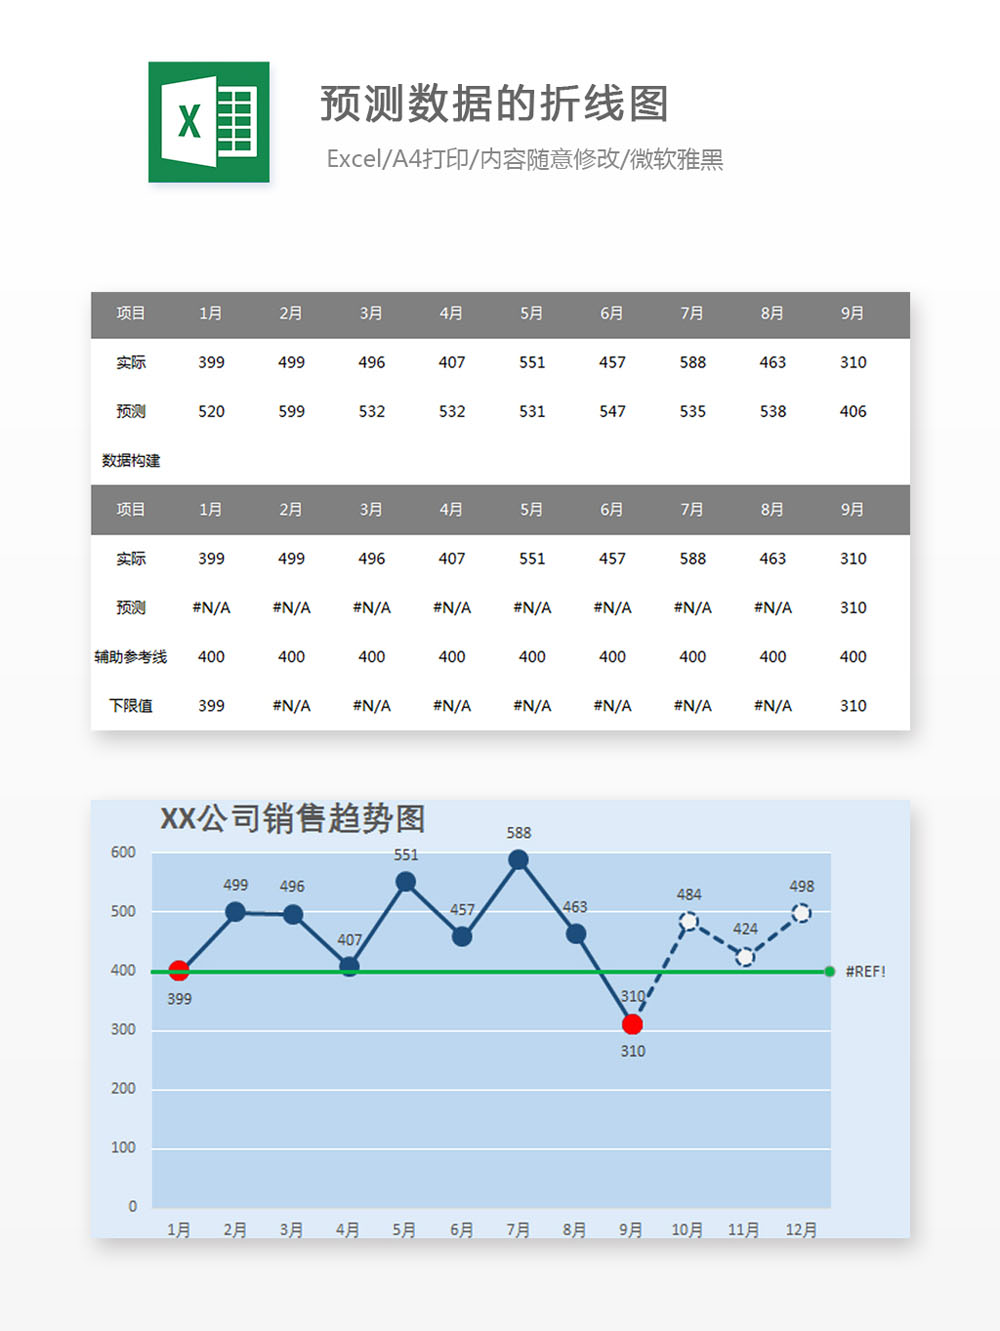 X
预测数据的折线图
Excel/A4打印/内容随意修改/微软雅黑
项目 1月 2月 3月 4月 5月 6月 7月 8月 9月
实际 399 499 496 407 551 457 588 463 310
预测 520 599 532 532 531 547 535 538 406
数据构建
项目 1月 2月 3月 4月 5月 6月 7月 8月 9月
实际 399 499 496 407 551 457 588 463 310
预测 #N/A #N/A #N/A #N/A #N/A #N/A #N/A #N/A 310
辅助参考线 400 400 400 400 400 400 400 400 400
下限值 399 #N/A #N/A #N/A #N/A #N/A #N/A #N/A 310
XX公司销售趋势图
588
600
551
499 496
484
498
500
457
463
407
424
400
#REF!
399
310
300
310
200
100
0
1月 2月 3月 4月 5月 6月 7月 8月 9月 10月 11月 12月